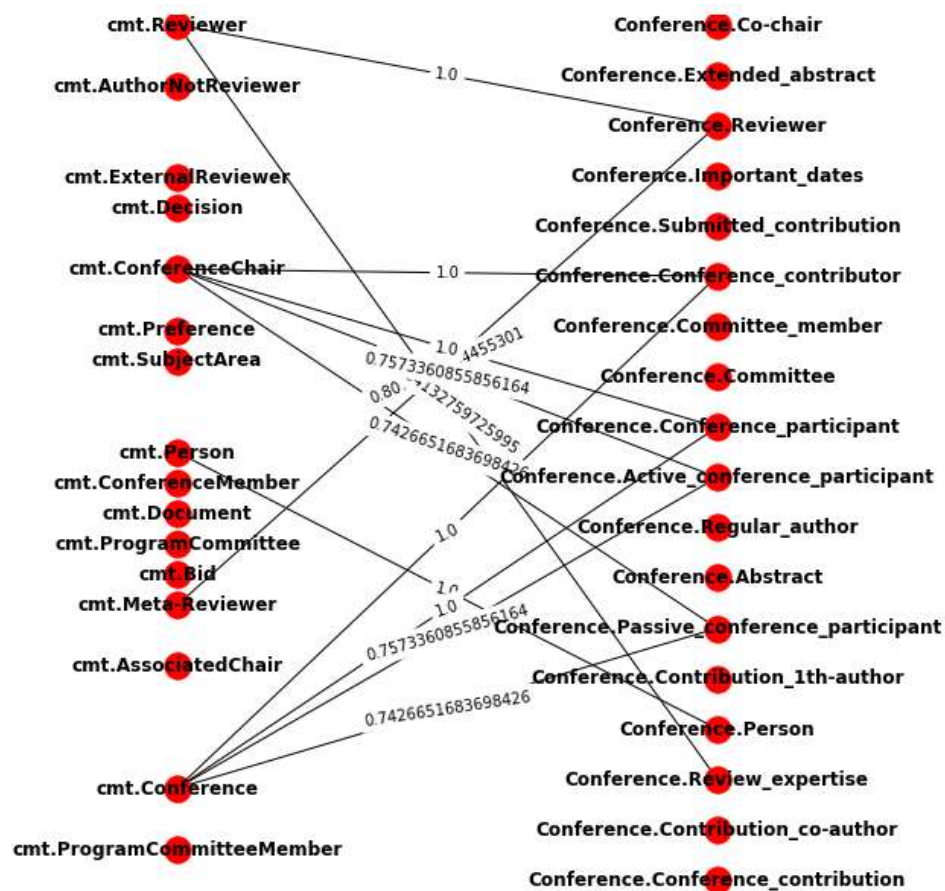 cmt.Reviewer
cmt.AuthorNotReviewer
cmt.ExternalReviewer
cmt.Decision
cmt.ConferenceChair
cmt.Preference
cmt.SubjectArea
cmt.Person
cmt.ConferenceMember
cmt.Document
cmt.ProgramCommittee
cmt.Bid
cmt.Meta-Reviewer
cmt.AssociatedChair
cmt.Conference
cmt.ProgramCommitteeMember
1.0
1.0
1.0
0.7573360855856164
0.7426651683698426
1.0
1.0
1.0
0.7573360855856164
0.7426651683698426
Conference.Co-chair
Conference.Extended_abstract
Conference.Reviewer
Conference.Important_dates
Conference.Submitted_contribution
Conference.Conference_contributor
Conference.Committee_member
Conference.Committee
Conference.Conference_participant
Conference.Active_conference_participant
Conference.Regular_author
Conference.Abstract
Conference.Passive_conference_participant
Conference.Contribution_1th-author
Conference.Person
Conference.Review_expertise
Conference.Contribution_co-author
Conference.Conference_contribution